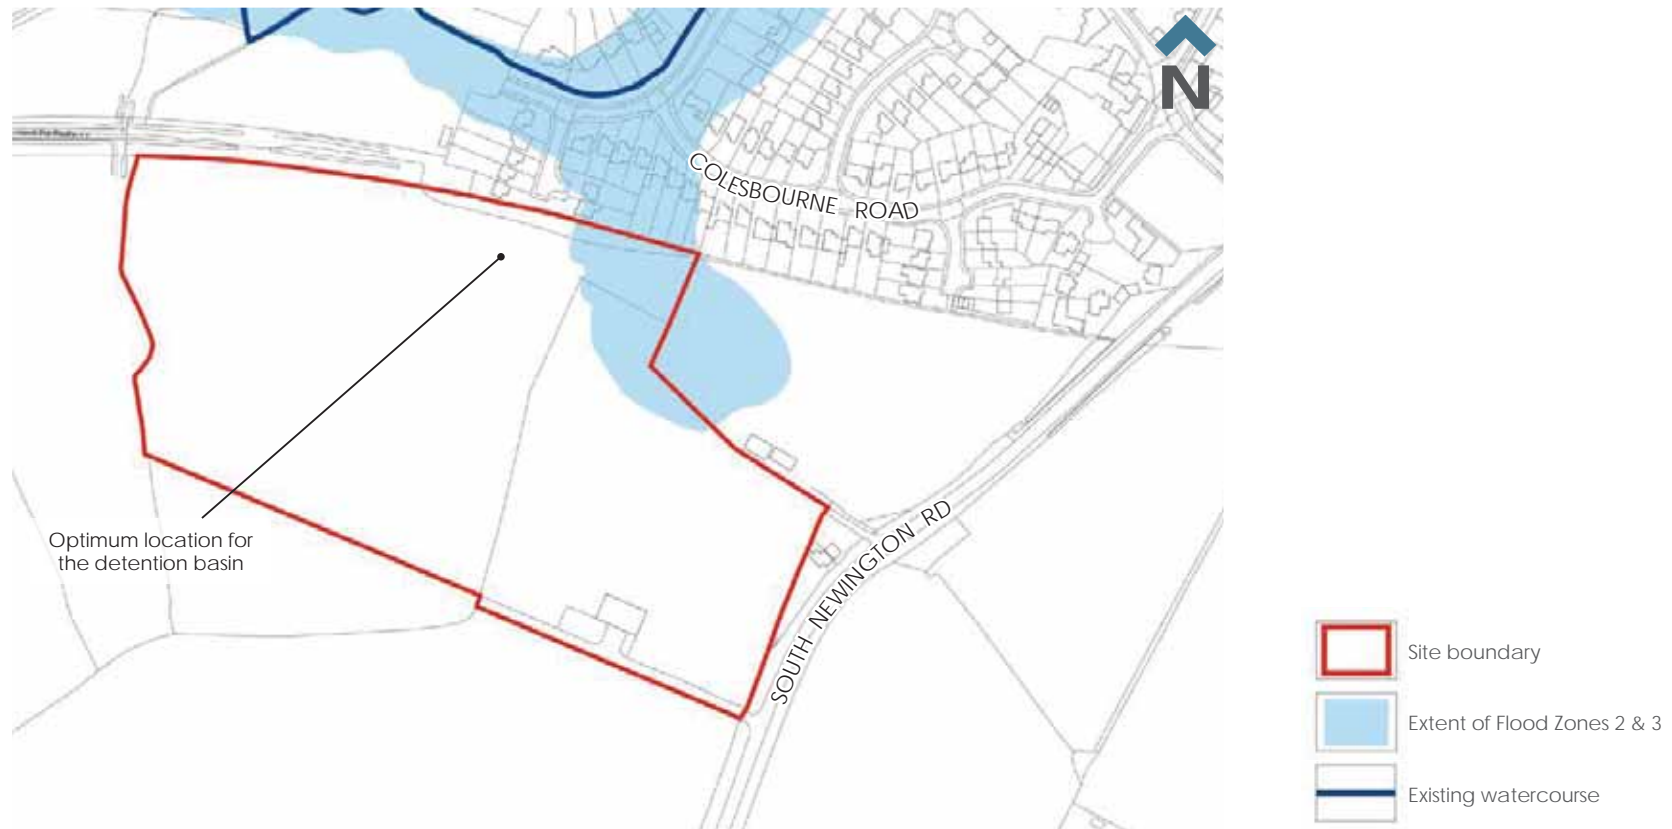 N
COLESBOURNE ROAD
Optimum location for
the detention basin
SOUTH NEWINGTON RD
Site boundary
Extent of Flood Zones 2 & 3
Existing watercourse